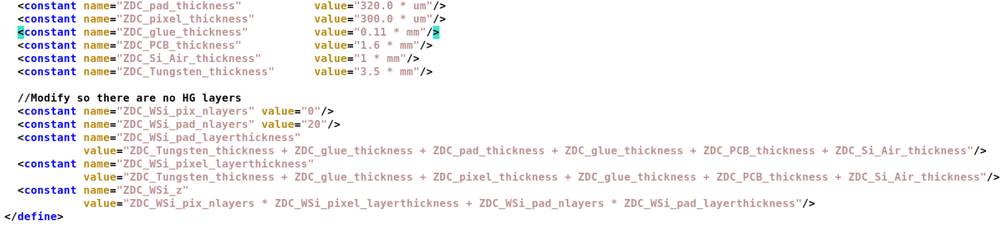 <constant name="ZDC_pad_thickness" value="320.0 * um"/>
<constant name="ZDC_pixel_thickness" value="300.0 * um"/>
<constant name="ZDC_glue_thickness" value="0.11 * mm"/>
<constant name="ZDC_PCB_thickness" value="1.6 * mm"/>
<constant name="ZDC_Si_Air_thickness" value="1 * mm"/>
<constant name="ZDC_Tungsten_thickness" value="3.5 * mm"/>
//Modify so there are no HG layers
<constant name="ZDC_WSi_pix_nlayers" value="0"/>
<constant name="ZDC_WSi_pad_nlayers" value="20"/>
<constant name="ZDC_WSi_pad_layerthickness"
value="ZDC_Tungsten_thickness + ZDC_glue_thickness + ZDC_pad_thickness + ZDC_glue_thickness + ZDC_PCB_thickness + ZDC_Si_Air_thickness"/>
<constant name="ZDC_WSi_pixel_layerthickness"
value="ZDC_Tungsten_thickness + ZDC_glue_thickness + ZDC_pixel_thickness + ZDC_glue_thickness + ZDC_PCB_thickness + ZDC_Si_Air_thickness"/>
<constant name="ZDC_WSi_z"
value="ZDC_WSi_pix_nlayers * ZDC_WSi_pixel_layerthickness + ZDC_WSi_pad_nlayers * ZDC_WSi_pad_layerthickness"/>
</define>